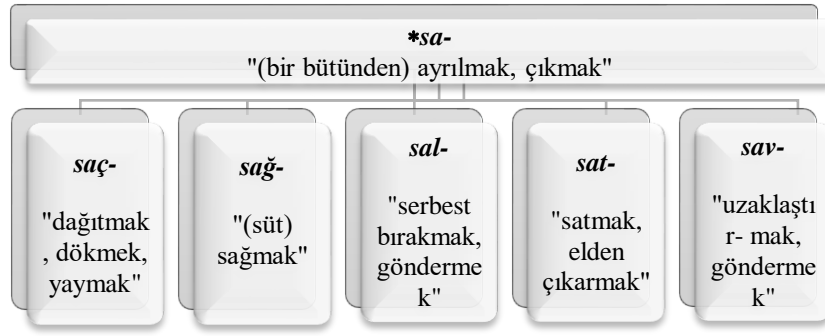 *sa-
"(bir bütünden) ayrılmak, çıkmak"
saç-
"dağıtmak
, dökmek,
yaymak"
sağ-
"(süt)
sağmak"
sal-
"serbest
bırakmak,
gönderme
k"
sat-
"satmak,
elden
çıkarmak"
sav-
"uzaklaştı
r- mak,
gönderme
k"